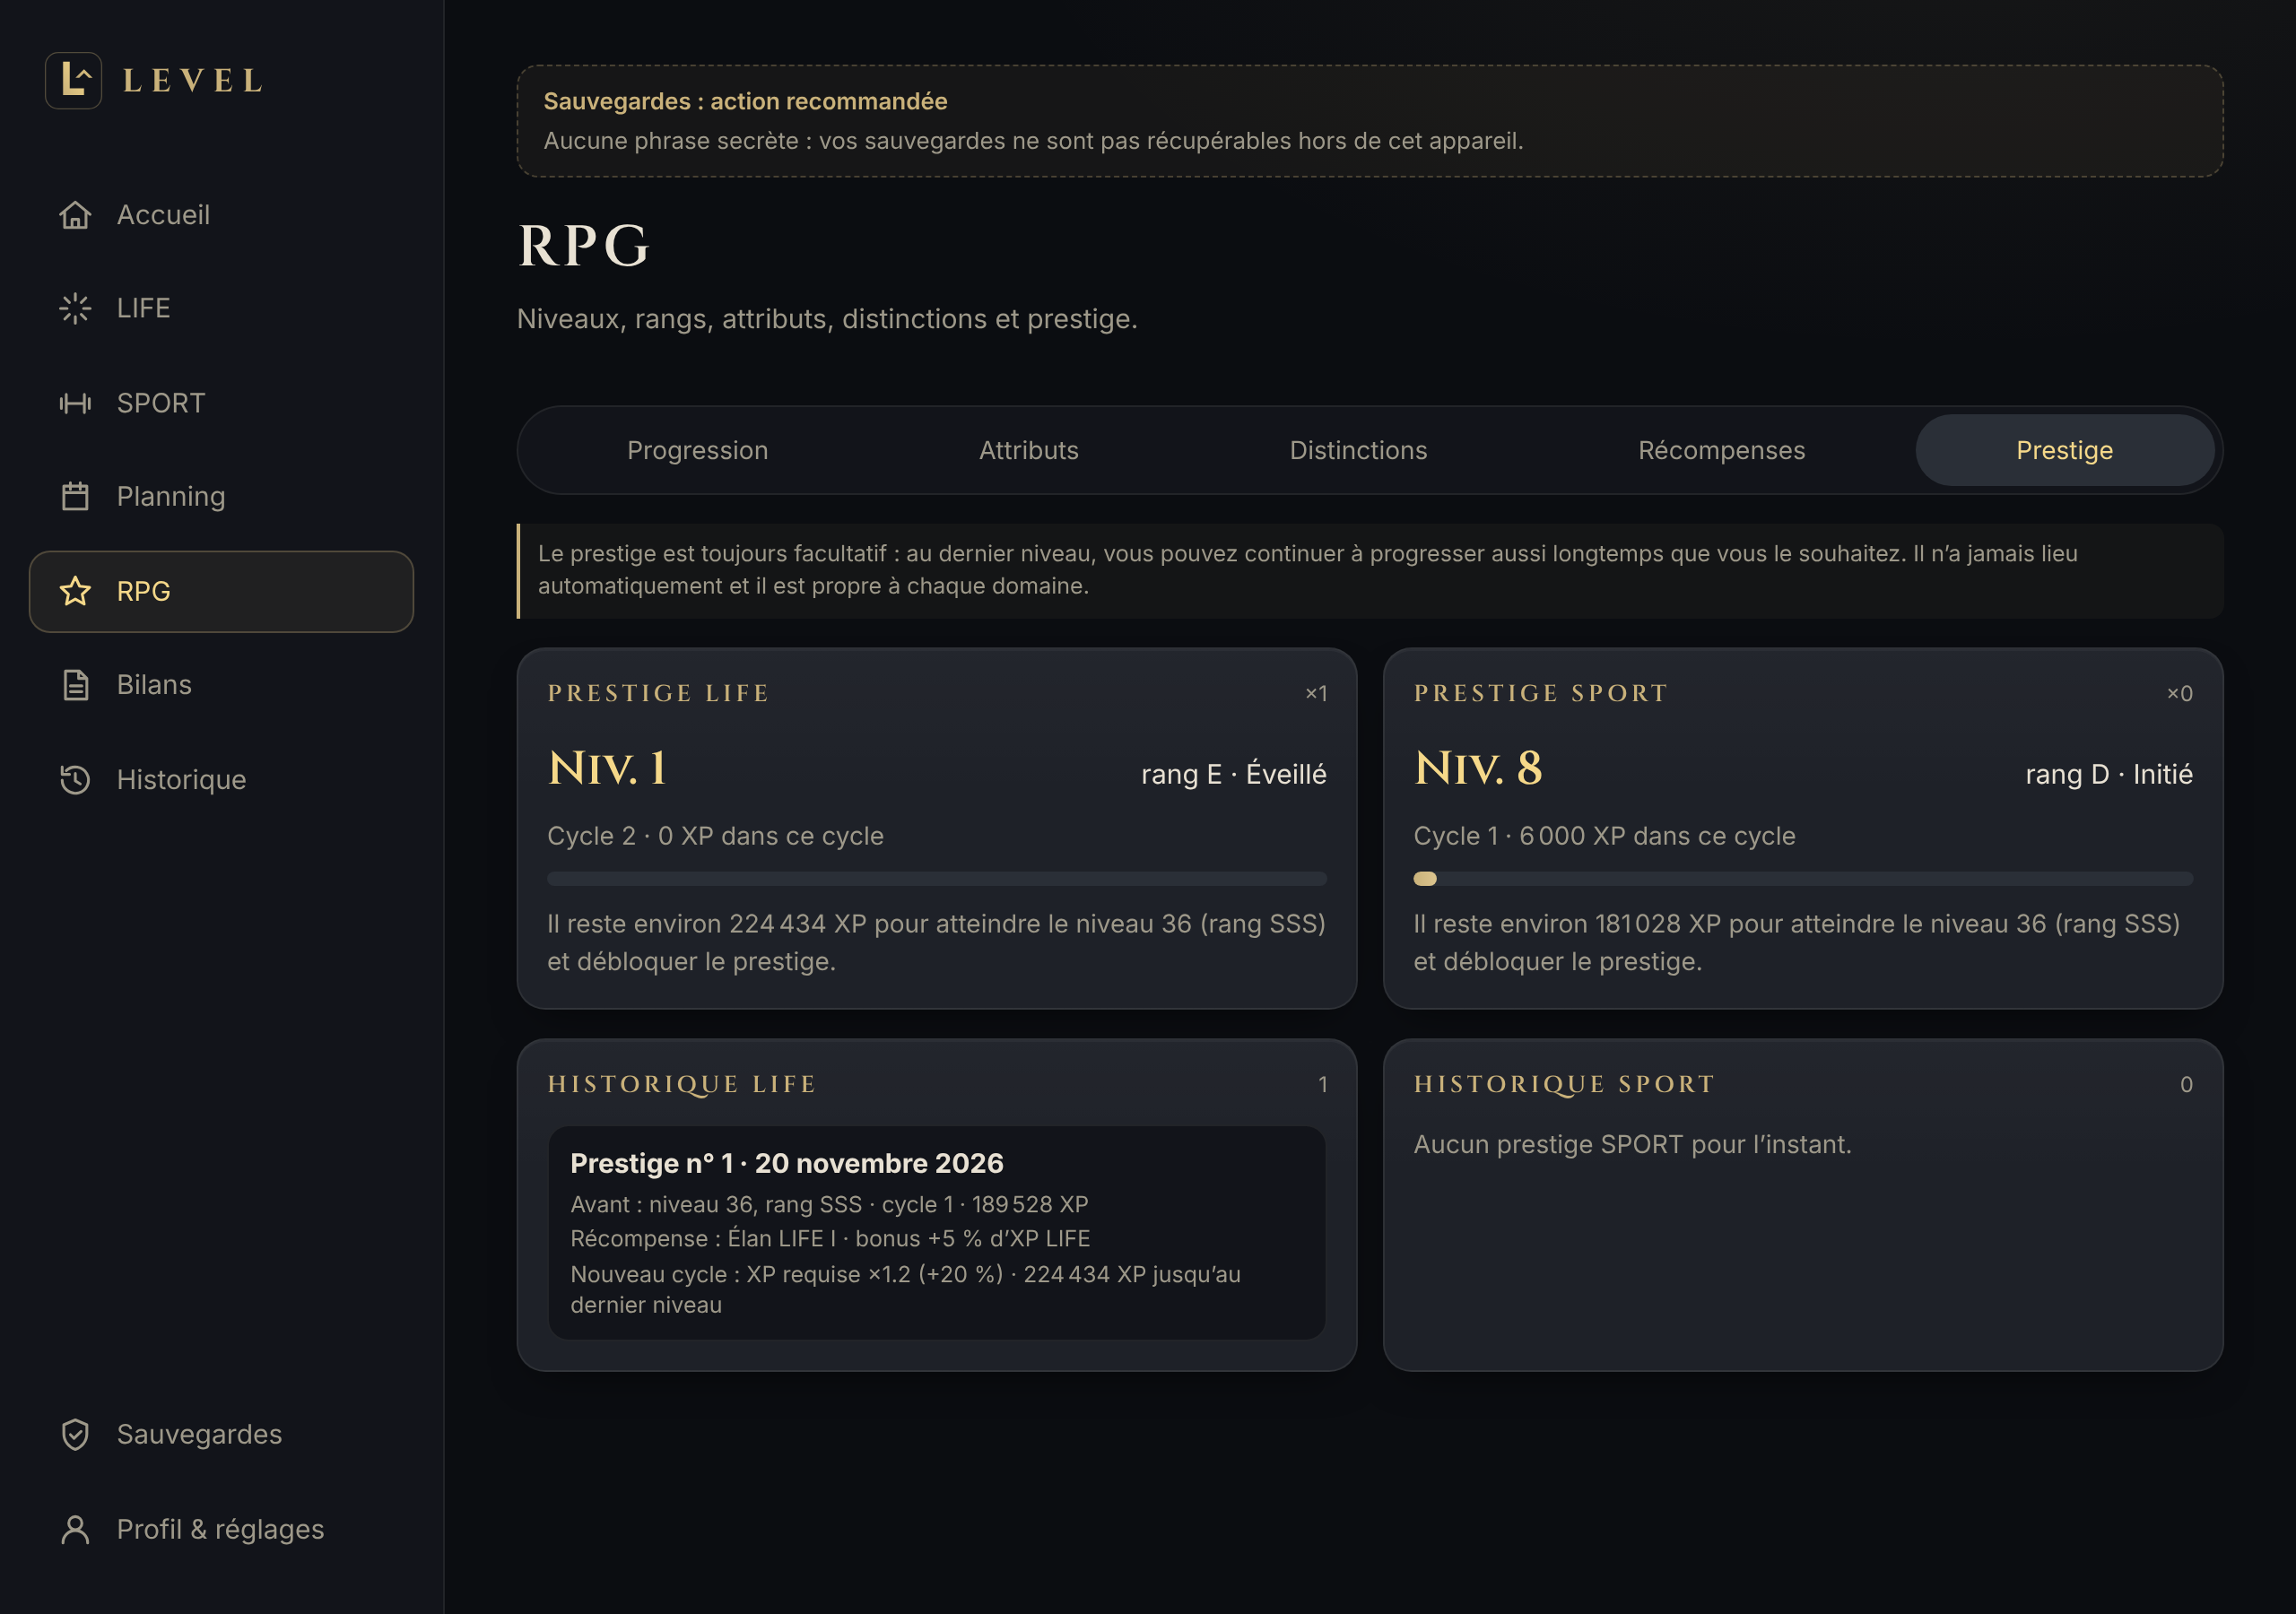 LEVEL
Accueil
LIFE
SPORT
Planning
RPG
Bilans
Historique
Sauvegardes
Profil & réglages
Sauvegardes : action recommandée
Aucune phrase secrète : vos sauvegardes ne sont pas récupérables hors de cet appareil.
RPG
Niveaux, rangs, attributs, distinctions et prestige.
Progression
Attributs
Distinctions
Récompenses
Prestige
Le prestige est toujours facultatif : au dernier niveau, vous pouvez continuer à progresser aussi longtemps que vous le souhaitez. Il n’a jamais lieu
automatiquement et il est propre à chaque domaine.
PRESTIGE LIFE ×1
Niv. 1 rang E · Éveillé
Cycle 2 · 0 XP dans ce cycle
Il reste environ 224 434 XP pour atteindre le niveau 36 (rang SSS)
et débloquer le prestige.
PRESTIGE SPORT ×0
Niv. 8 rang D · Initié
Cycle 1 · 6 000 XP dans ce cycle
Il reste environ 181 028 XP pour atteindre le niveau 36 (rang SSS)
et débloquer le prestige.
HISTORIQUE LIFE 1
Prestige n° 1 · 20 novembre 2026
Avant : niveau 36, rang SSS · cycle 1 · 189 528 XP
Récompense : Élan LIFE I · bonus +5 % d’XP LIFE
Nouveau cycle : XP requise ×1.2 (+20 %) · 224 434 XP jusqu’au
dernier niveau
HISTORIQUE SPORT 0
Aucun prestige SPORT pour l’instant.